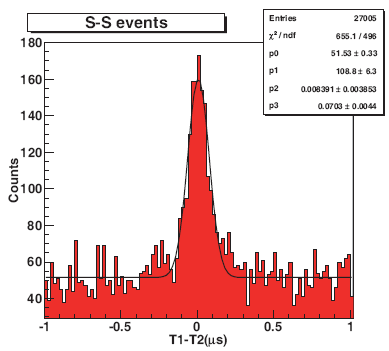 S-S events
Entries 27005
χ² / ndf 655.1 / 496
p0 51.53 ± 0.33
p1 108.8 ± 6.3
p2 0.008391 ± 0.003853
p3 0.0703 ± 0.0044
180
160
140
120
100
80
60
40
Counts
-1 -0.5 0 0.5 1
T1-T2(μs)